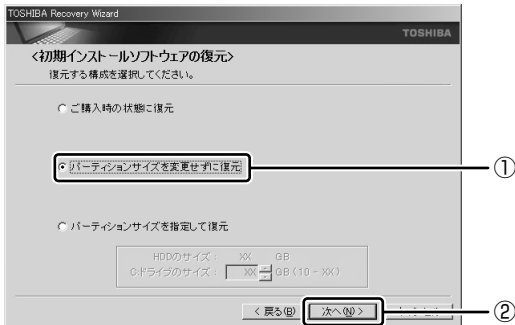 TOSHIBA Recovery Wizard
TOSHIBA
<初期インストールソフトウェアの復元>
復元する構成を選択してください。
ご購入時の状態に復元
パーティションサイズを変更せずに復元
①
パーティションサイズを指定して復元
HDDのサイズ: XX GB
C:ドライブのサイズ: XX GB (10 - XX)
< 戻る(B) 次へ(N) >
②